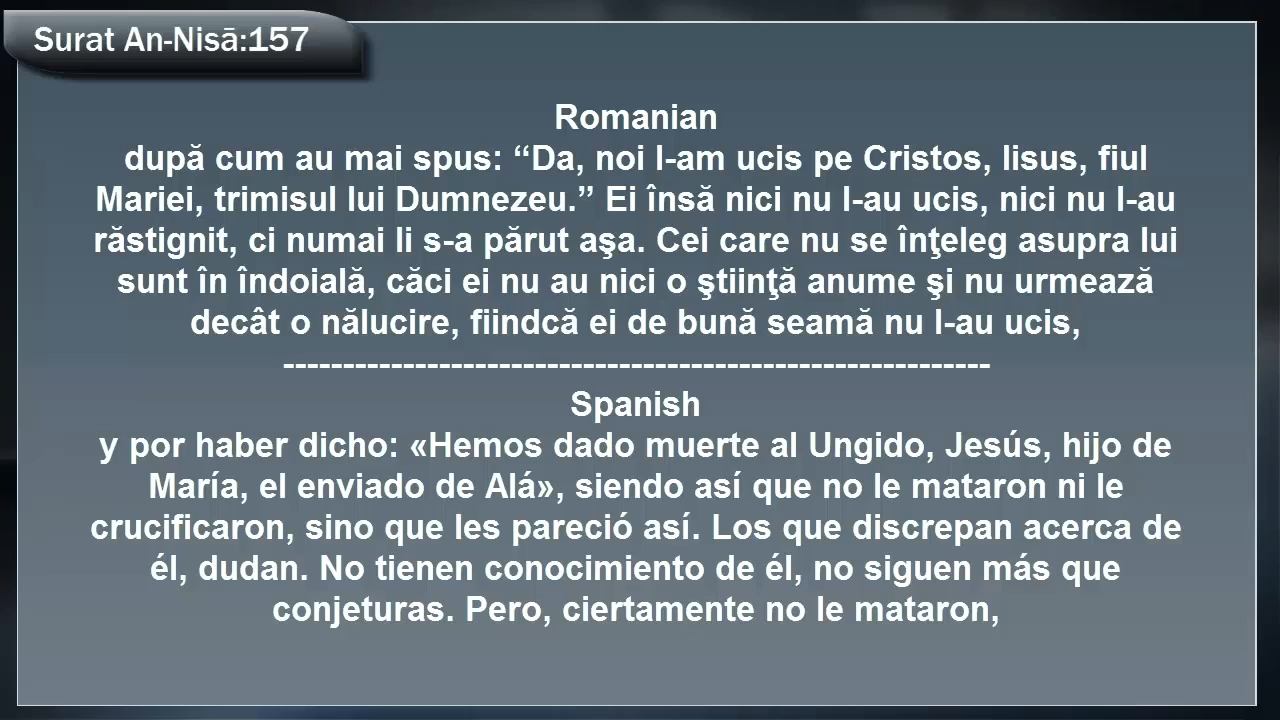 Surat An-Nisā:157
Romanian
după cum au mai spus: “Da, noi l-am ucis pe Cristos, Iisus, fiul
Mariei, trimisul lui Dumnezeu.” Ei însă nici nu l-au ucis, nici nu l-au
răstignit, ci numai li s-a părut aşa. Cei care nu se înţeleg asupra lui
sunt în îndoială, căci ei nu au nici o ştiinţă anume şi nu urmează
decât o nălucire, fiindcă ei de bună seamă nu l-au ucis,
-----------------------------------------------------------
Spanish
y por haber dicho: «Hemos dado muerte al Ungido, Jesús, hijo de
María, el enviado de Alá», siendo así que no le mataron ni le
crucificaron, sino que les pareció así. Los que discrepan acerca de
él, dudan. No tienen conocimiento de él, no siguen más que
conjeturas. Pero, ciertamente no le mataron,